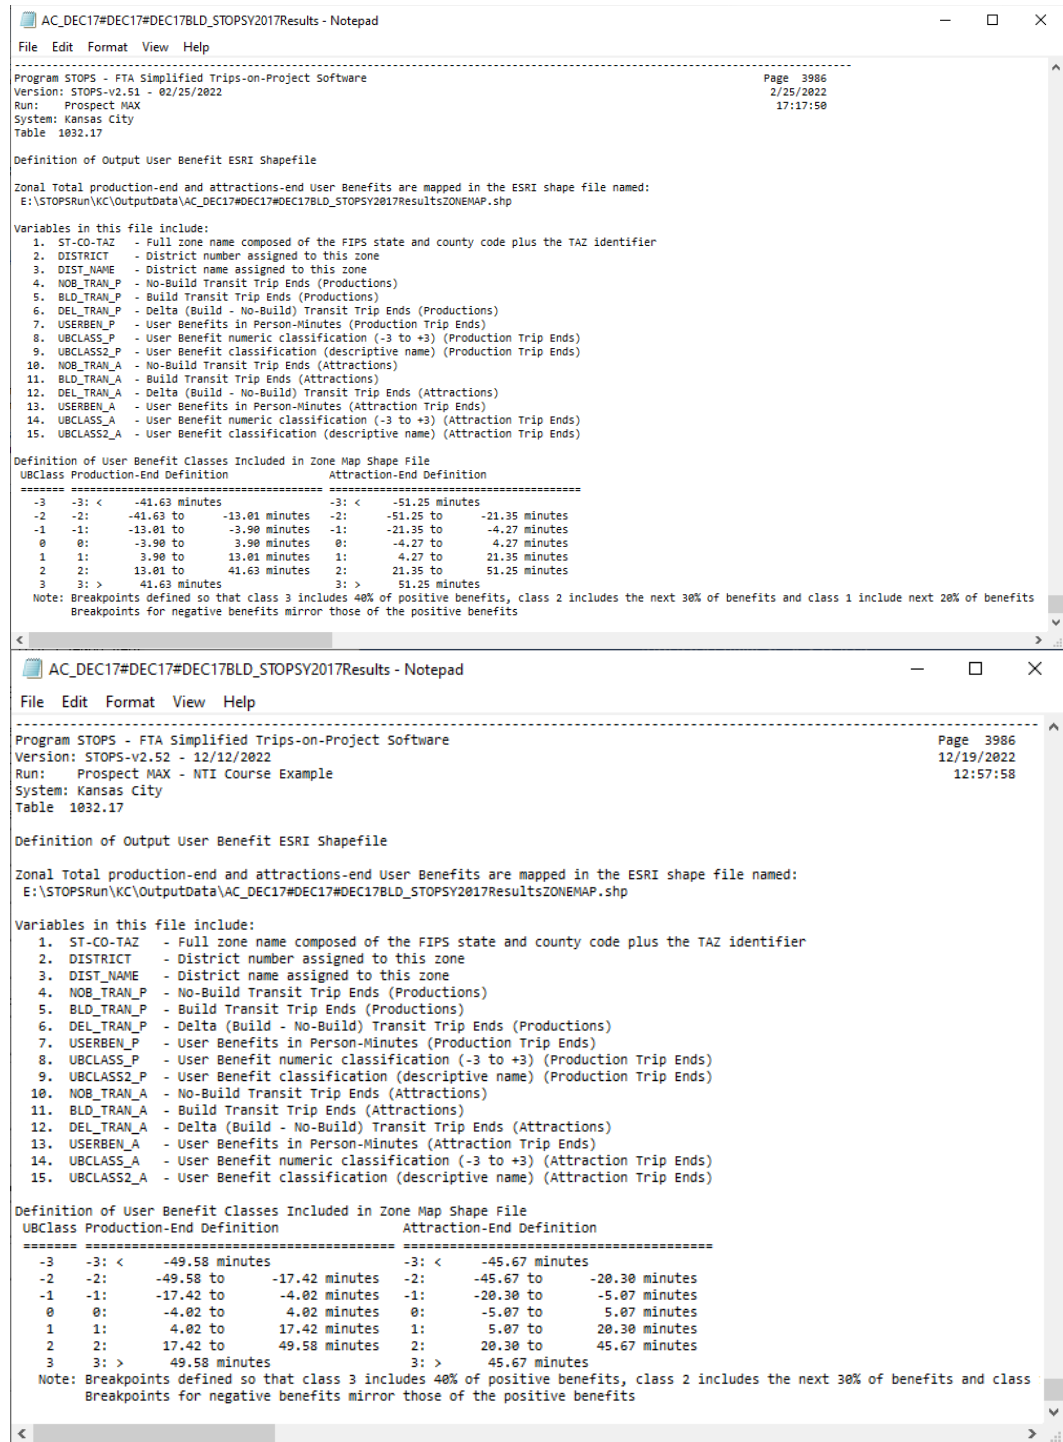 AC_DEC17#DEC17#DEC17BLD_STOPSY2017Results - Notepad
File Edit Format View Help
Program STOPS - FTA Simplified Trips-on-Project Software Page 3986
Version: STOPS-v2.51 - 02/25/2022 2/25/2022
Run: Prospect MAX 17:17:50
System: Kansas City
Table 1032.17
Definition of Output User Benefit ESRI Shapefile
Zonal Total production-end and attractions-end User Benefits are mapped in the ESRI shape file named:
E:\STOPSRun\KC\OutputData\AC_DEC17#DEC17#DEC17BLD_STOPSY2017ResultsZONEMAP.shp
Variables in this file include:
1. ST-CO-TAZ - Full zone name composed of the FIPS state and county code plus the TAZ identifier
2. DISTRICT - District number assigned to this zone
3. DIST_NAME - District name assigned to this zone
4. NOB_TRAN_P - No-Build Transit Trip Ends (Productions)
5. BLD_TRAN_P - Build Transit Trip Ends (Productions)
6. DEL_TRAN_P - Delta (Build - No-Build) Transit Trip Ends (Productions)
7. USERBEN_P - User Benefits in Person-Minutes (Production Trip Ends)
8. UBCLASS_P - User Benefit numeric classification (-3 to +3) (Production Trip Ends)
9. UBCLASS2_P - User Benefit classification (descriptive name) (Production Trip Ends)
10. NOB_TRAN_A - No-Build Transit Trip Ends (Attractions)
11. BLD_TRAN_A - Build Transit Trip Ends (Attractions)
12. DEL_TRAN_A - Delta (Build - No-Build) Transit Trip Ends (Attractions)
13. USERBEN_A - User Benefits in Person-Minutes (Attraction Trip Ends)
14. UBCLASS_A - User Benefit numeric classification (-3 to +3) (Attraction Trip Ends)
15. UBCLASS2_A - User Benefit classification (descriptive name) (Attraction Trip Ends)
Definition of User Benefit Classes Included in Zone Map Shape File
UBClass Production-End Definition Attraction-End Definition
======= ======================================= =======================================
-3 -3: < -41.63 minutes -3: < -51.25 minutes
-2 -2: -41.63 to -13.01 minutes -2: -51.25 to -21.35 minutes
-1 -1: -13.01 to -3.90 minutes -1: -21.35 to -4.27 minutes
0 0: -3.90 to 3.90 minutes 0: -4.27 to 4.27 minutes
1 1: 3.90 to 13.01 minutes 1: 4.27 to 21.35 minutes
2 2: 13.01 to 41.63 minutes 2: 21.35 to 51.25 minutes
3 3: > 41.63 minutes 3: > 51.25 minutes
Note: Breakpoints defined so that class 3 includes 40% of positive benefits, class 2 includes the next 30% of benefits and class 1 include next 20% of benefits
Breakpoints for negative benefits mirror those of the positive benefits
AC_DEC17#DEC17#DEC17BLD_STOPSY2017Results - Notepad
File Edit Format View Help
Program STOPS - FTA Simplified Trips-on-Project Software Page 3986
Version: STOPS-v2.52 - 12/12/2022 12/19/2022
Run: Prospect MAX - NTI Course Example 12:57:58
System: Kansas City
Table 1032.17
Definition of Output User Benefit ESRI Shapefile
Zonal Total production-end and attractions-end User Benefits are mapped in the ESRI shape file named:
E:\STOPSRun\KC\OutputData\AC_DEC17#DEC17#DEC17BLD_STOPSY2017ResultsZONEMAP.shp
Variables in this file include:
1. ST-CO-TAZ - Full zone name composed of the FIPS state and county code plus the TAZ identifier
2. DISTRICT - District number assigned to this zone
3. DIST_NAME - District name assigned to this zone
4. NOB_TRAN_P - No-Build Transit Trip Ends (Productions)
5. BLD_TRAN_P - Build Transit Trip Ends (Productions)
6. DEL_TRAN_P - Delta (Build - No-Build) Transit Trip Ends (Productions)
7. USERBEN_P - User Benefits in Person-Minutes (Production Trip Ends)
8. UBCLASS_P - User Benefit numeric classification (-3 to +3) (Production Trip Ends)
9. UBCLASS2_P - User Benefit classification (descriptive name) (Production Trip Ends)
10. NOB_TRAN_A - No-Build Transit Trip Ends (Attractions)
11. BLD_TRAN_A - Build Transit Trip Ends (Attractions)
12. DEL_TRAN_A - Delta (Build - No-Build) Transit Trip Ends (Attractions)
13. USERBEN_A - User Benefits in Person-Minutes (Attraction Trip Ends)
14. UBCLASS_A - User Benefit numeric classification (-3 to +3) (Attraction Trip Ends)
15. UBCLASS2_A - User Benefit classification (descriptive name) (Attraction Trip Ends)
Definition of User Benefit Classes Included in Zone Map Shape File
UBClass Production-End Definition Attraction-End Definition
======= ======================================= =======================================
-3 -3: < -49.58 minutes -3: < -45.67 minutes
-2 -2: -49.58 to -17.42 minutes -2: -45.67 to -20.30 minutes
-1 -1: -17.42 to -4.02 minutes -1: -20.30 to -5.07 minutes
0 0: -4.02 to 4.02 minutes 0: -5.07 to 5.07 minutes
1 1: 4.02 to 17.42 minutes 1: 5.07 to 20.30 minutes
2 2: 17.42 to 49.58 minutes 2: 20.30 to 45.67 minutes
3 3: > 49.58 minutes 3: > 45.67 minutes
Note: Breakpoints defined so that class 3 includes 40% of positive benefits, class 2 includes the next 30% of benefits and class
Breakpoints for negative benefits mirror those of the positive benefits